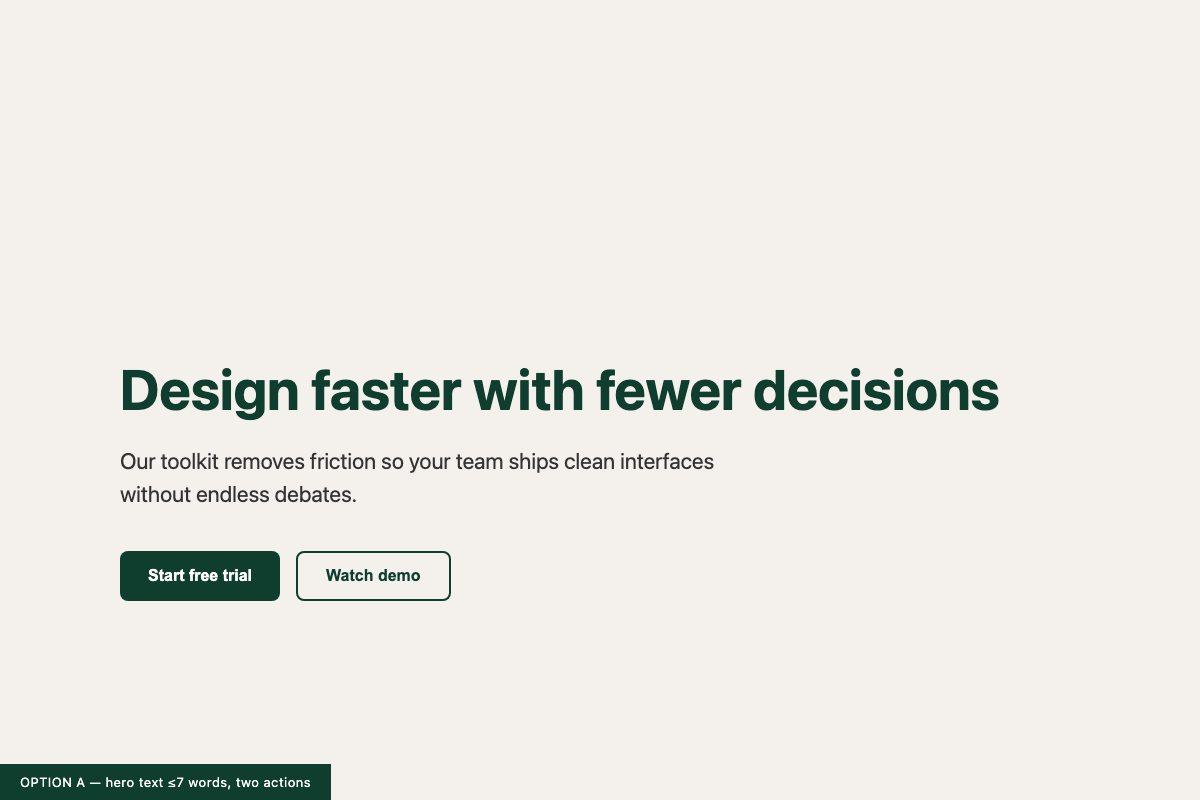 Design faster with fewer decisions
Our toolkit removes friction so your team ships clean interfaces
without endless debates.
Start free trial
Watch demo
OPTION A — hero text ≤7 words, two actions